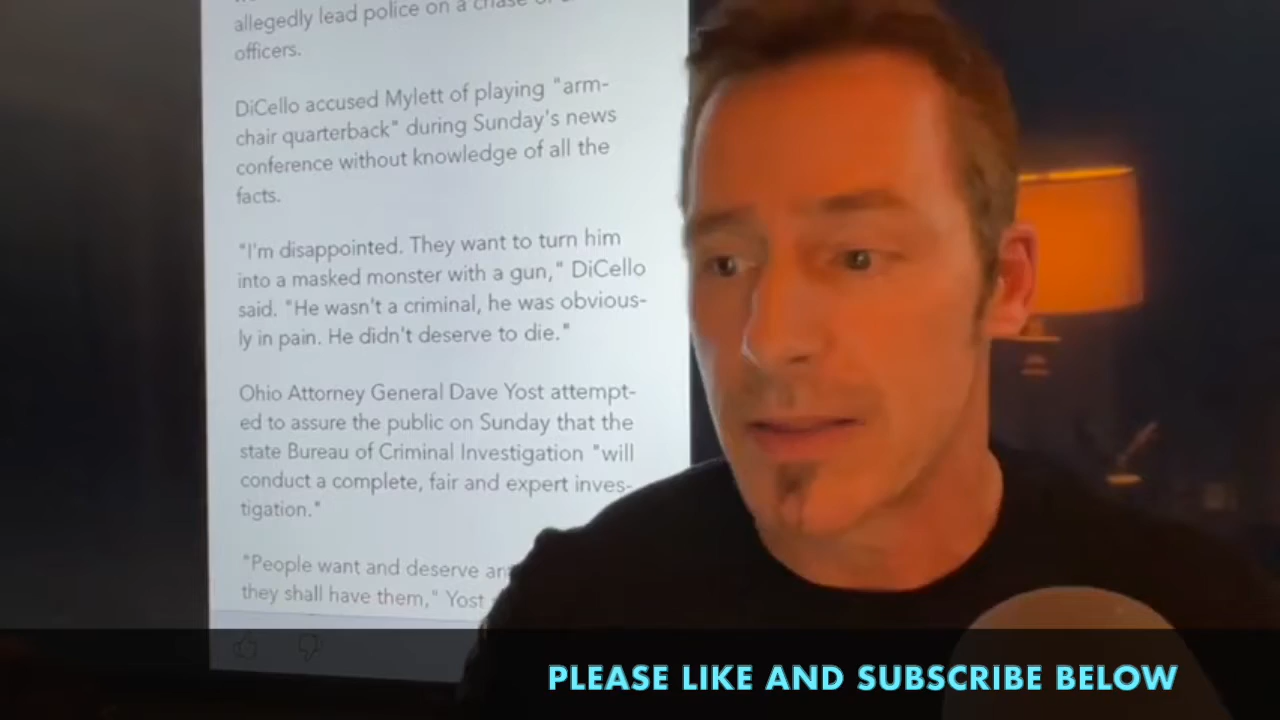 allegedly lead police on a chase of
officers.
DiCello accused Mylett of playing "arm-
chair quarterback" during Sunday's news
conference without knowledge of all the
facts.
"I'm disappointed. They want to turn him
into a masked monster with a gun," DiCello
said. "He wasn't a criminal, he was obvious-
ly in pain. He didn't deserve to die."
Ohio Attorney General Dave Yost attempt-
ed to assure the public on Sunday that the
state Bureau of Criminal Investigation "will
conduct a complete, fair and expert inves-
tigation."
"People want and deserve
they shall have them," Yost
PLEASE LIKE AND SUBSCRIBE BELOW